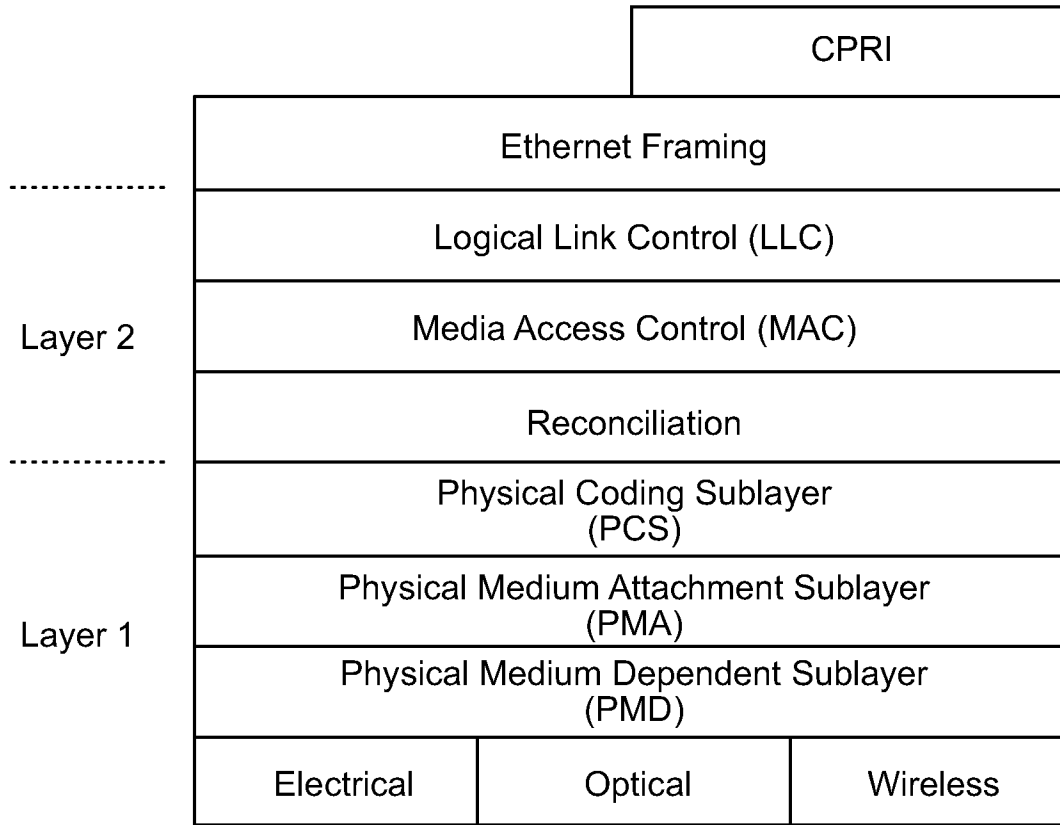 CPRI
Ethernet Framing
Logical Link Control (LLC)
Layer 2
Media Access Control (MAC)
Reconciliation
Physical Coding Sublayer
(PCS)
Layer 1
Physical Medium Attachment Sublayer
(PMA)
Physical Medium Dependent Sublayer
(PMD)
Electrical
Optical
Wireless